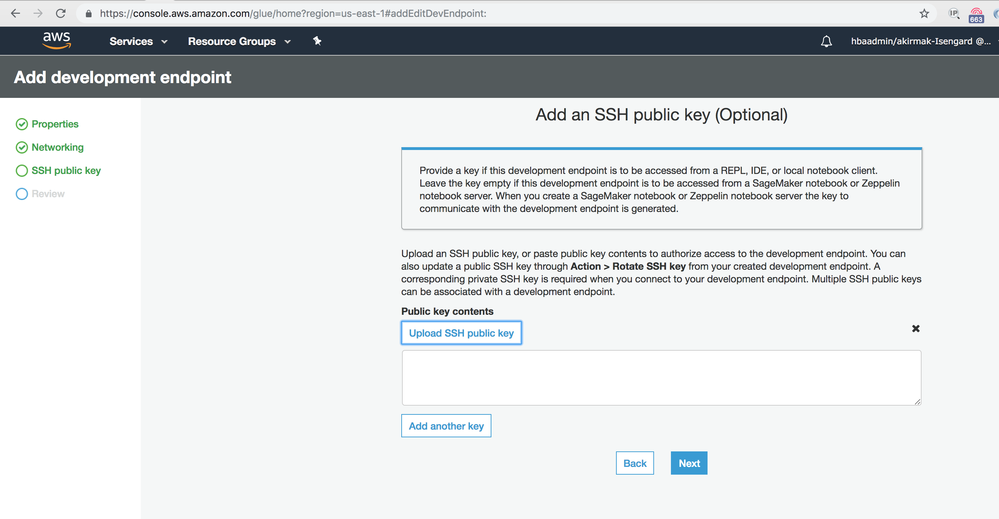 https://console.aws.amazon.com/glue/home?region=us-east-1#addEditDevEndpoint:
IP
663
aws
Services
Resource Groups
hbaadmin/akirmak-Isengard @...
Add development endpoint
Properties
Networking
SSH public key
Review
Add an SSH public key (Optional)
Provide a key if this development endpoint is to be accessed from a REPL, IDE, or local notebook client.
Leave the key empty if this development endpoint is to be accessed from a SageMaker notebook or Zeppelin
notebook server. When you create a SageMaker notebook or Zeppelin notebook server the key to
communicate with the development endpoint is generated.
Upload an SSH public key, or paste public key contents to authorize access to the development endpoint. You can
also update a public SSH key through Action > Rotate SSH key from your created development endpoint. A
corresponding private SSH key is required when you connect to your development endpoint. Multiple SSH public keys
can be associated with a development endpoint.
Public key contents
Upload SSH public key
Add another key
Back
Next